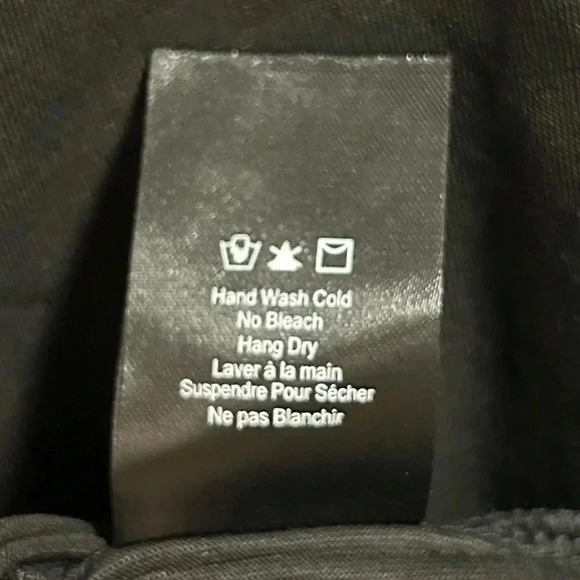 Hand Wash Cold
No Bleach
Hang Dry
Laver à la main
Suspendre Pour Sécher
Ne pas Blanchir